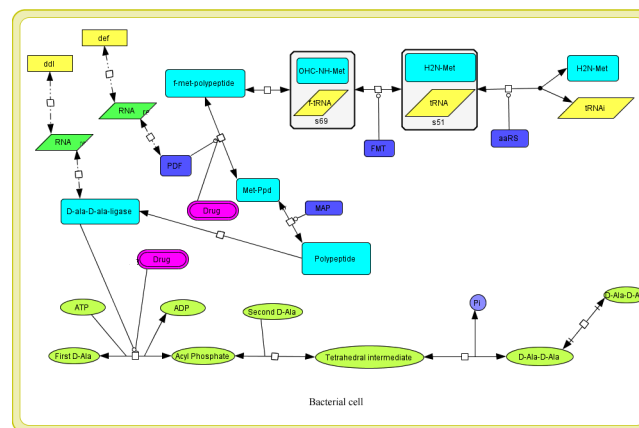 def
ddl
RNA
RNA
f-met-polypeptide
OHC-NH-Met
f-tRNA
s69
H2N-Met
tRNA
s51
H2N-Met
tRNAi
PDF
FMT
aaRS
Drug
Met-Ppd
MAP
D-ala-D-ala-ligase
Polypeptide
Drug
ATP
ADP
Second D-Ala
Pi
D-Ala-D-A
First D-Ala
Acyl Phosphate
Tetrahedral intermediate
D-Ala-D-Ala
Bacterial cell